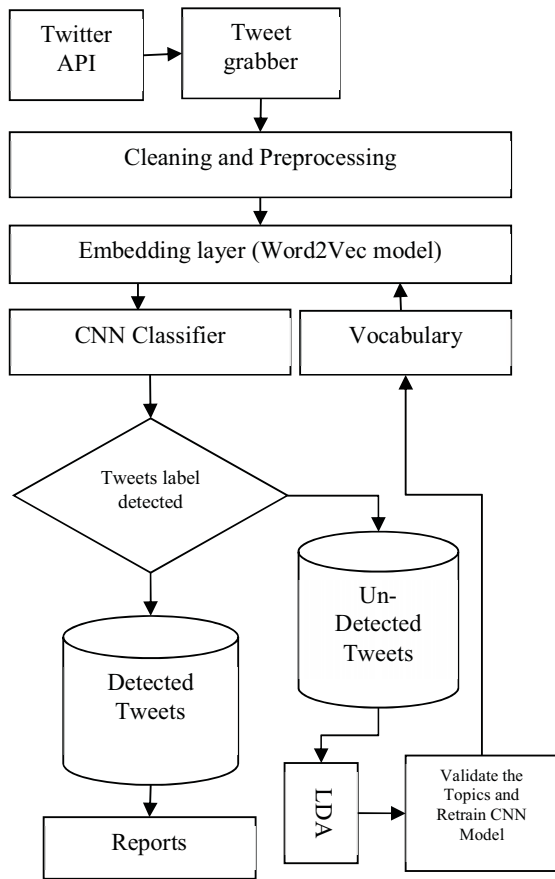 Twitter
API
Tweet
grabber
Cleaning and Preprocessing
Embedding layer (Word2Vec model)
CNN Classifier
Vocabulary
Tweets label
detected
Un-
Detected
Tweets
Detected
Tweets
LDA
Validate the
Topics and
Retrain CNN
Model
Reports